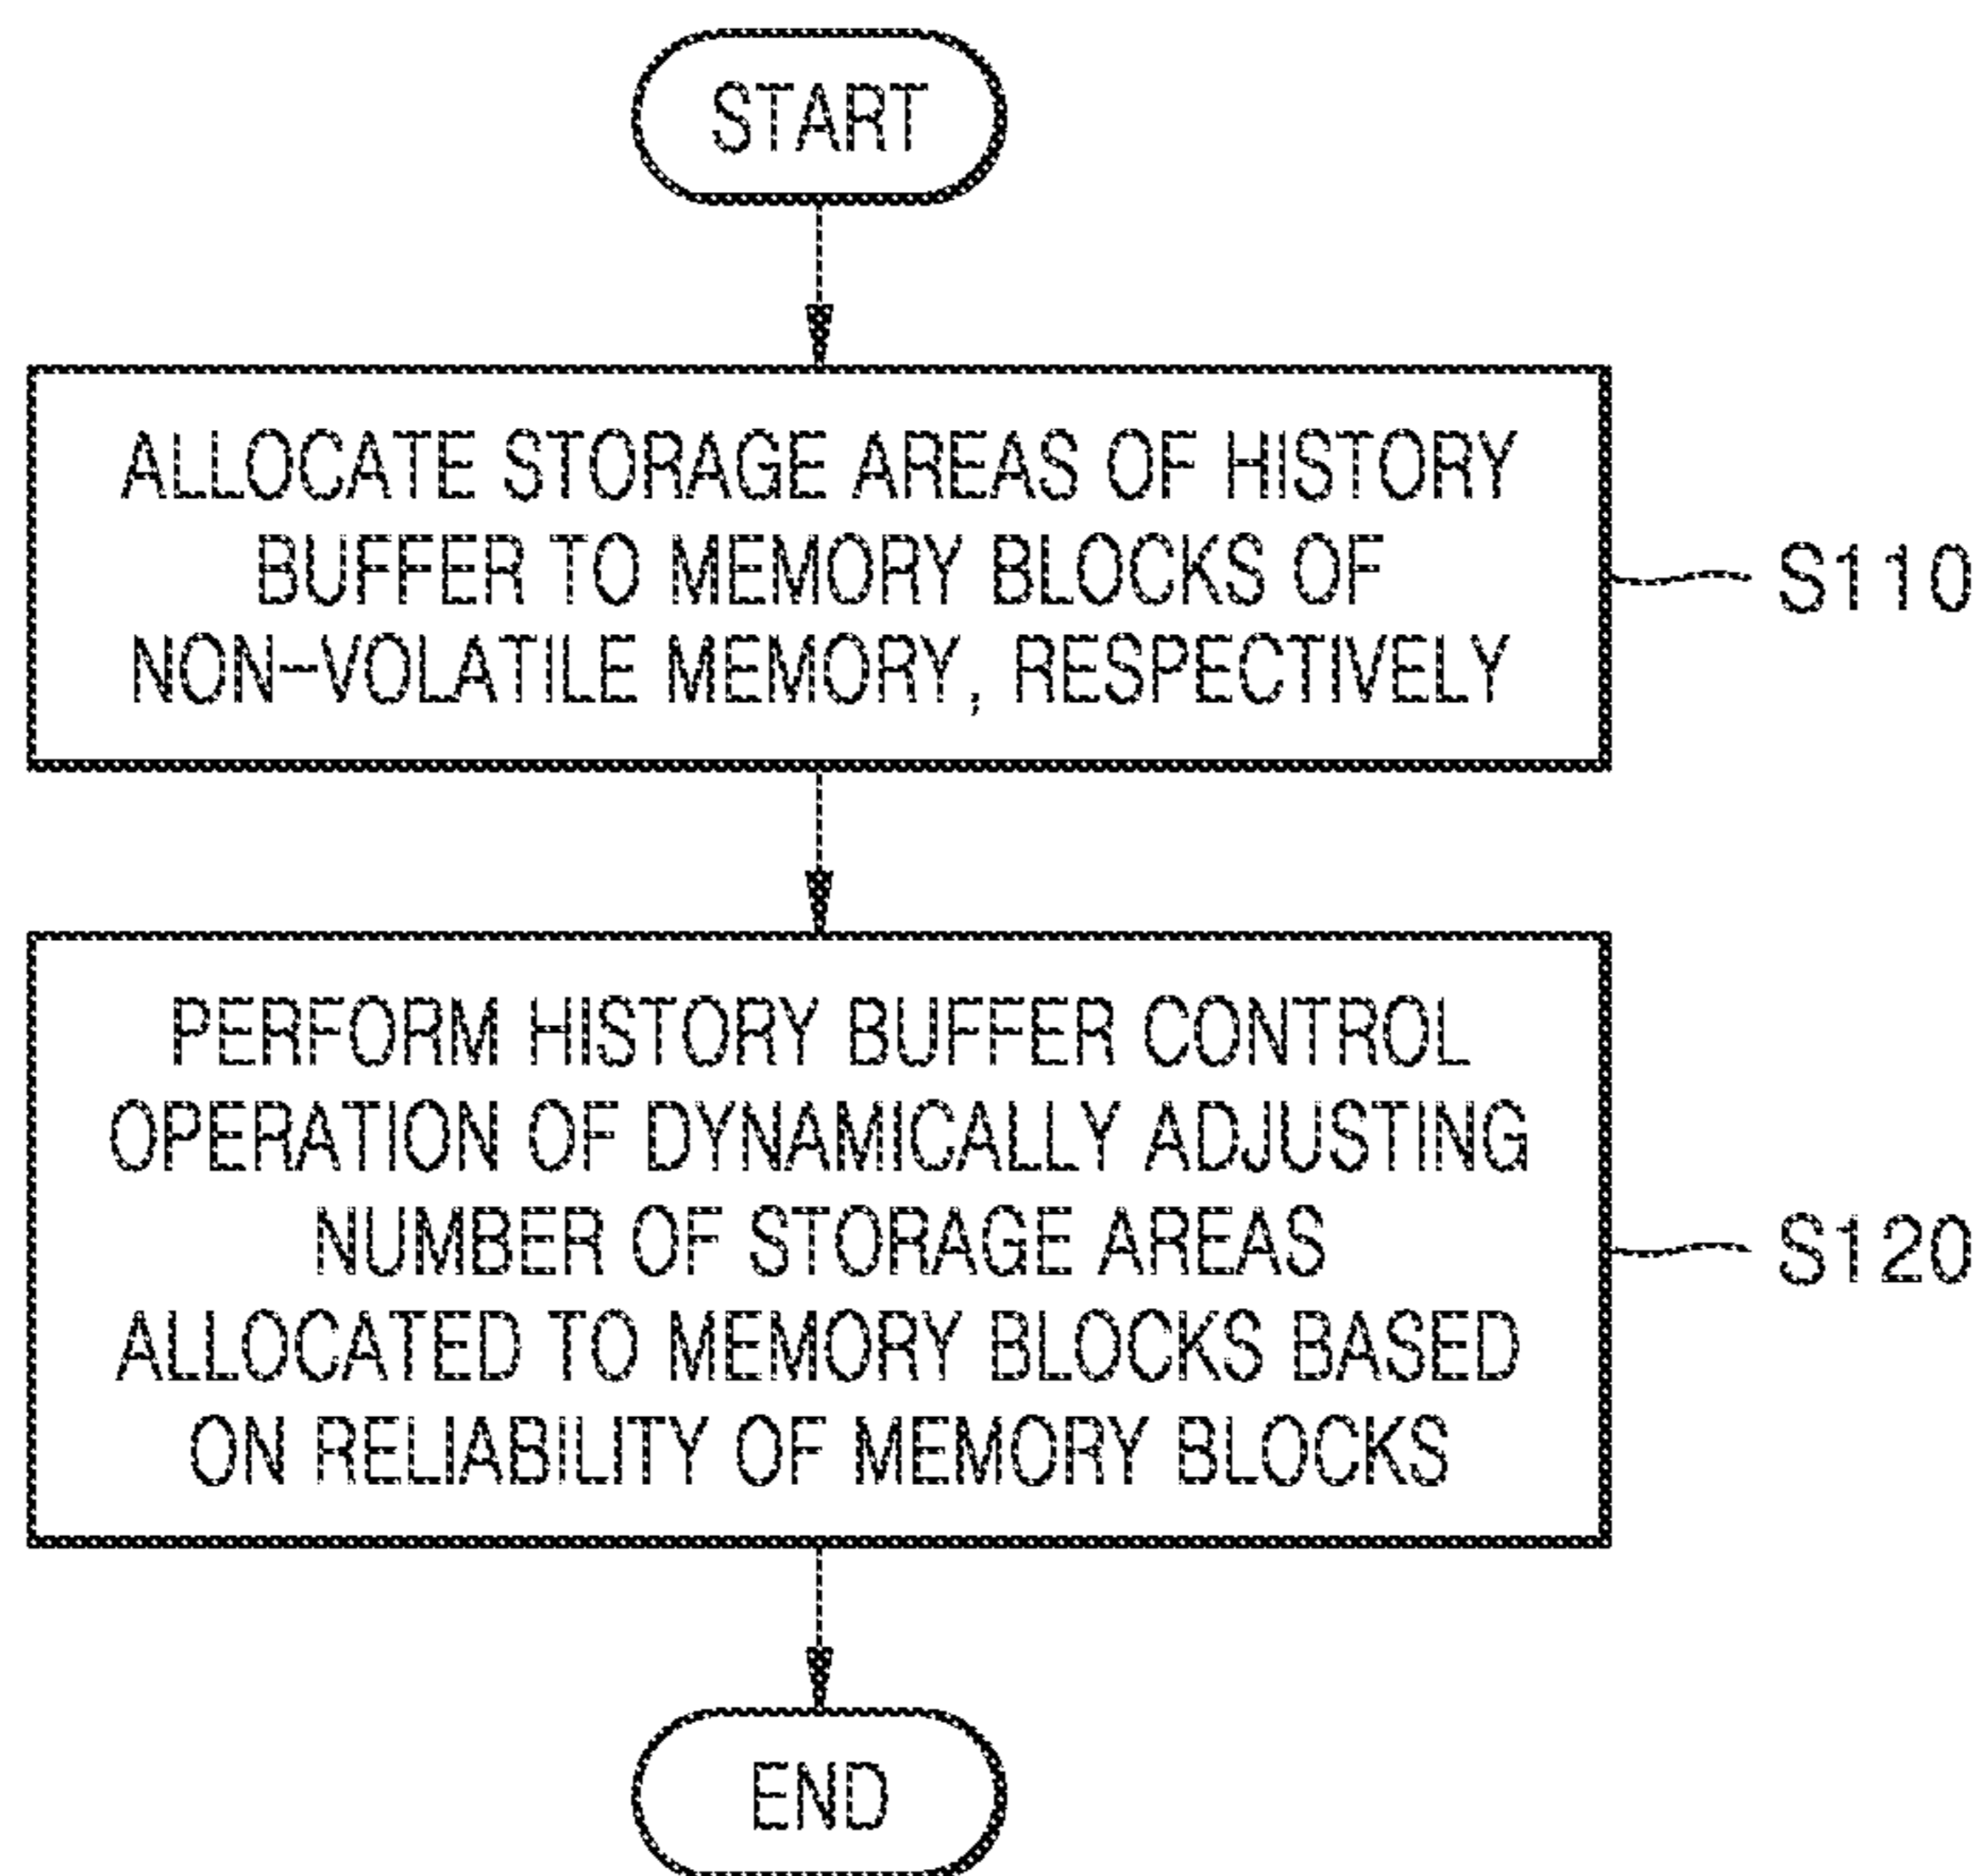 START
ALLOCATE STORAGE AREAS OF HISTORY
BUFFER TO MEMORY BLOCKS OF
NON-VOLATILE MEMORY, RESPECTIVELY
S110
PERFORM HISTORY BUFFER CONTROL
OPERATION OF DYNAMICALLY ADJUSTING
NUMBER OF STORAGE AREAS
ALLOCATED TO MEMORY BLOCKS BASED
ON RELIABILITY OF MEMORY BLOCKS
S120
END